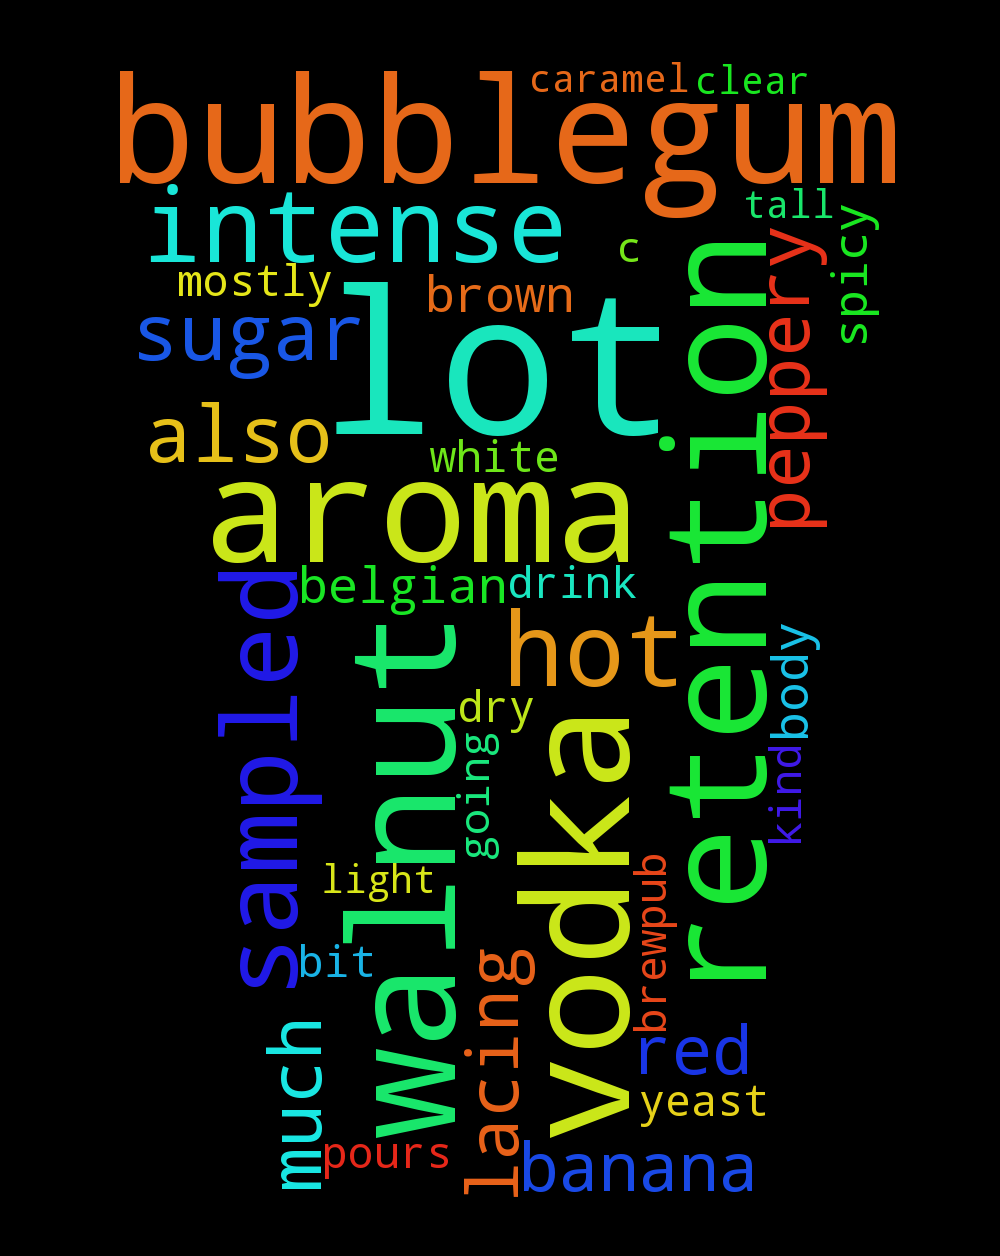 caramel
clear
bubblegum
intense
tall
spicy
c
peppery
mostly
brown
sugar
lot
retention
also
white
aroma
belgian
drink
sampled
walnut
hot
body
dry
going
vodka
kind
light
brewpub
bit
lacing
much
red
yeast
pours
banana